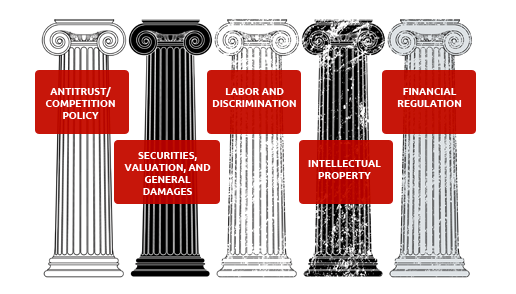 ANTITRUST/
COMPETITION
POLICY
SECURITIES,
VALUATION, AND
GENERAL
DAMAGES
LABOR AND
DISCRIMINATION
INTELLECTUAL
PROPERTY
FINANCIAL
REGULATION